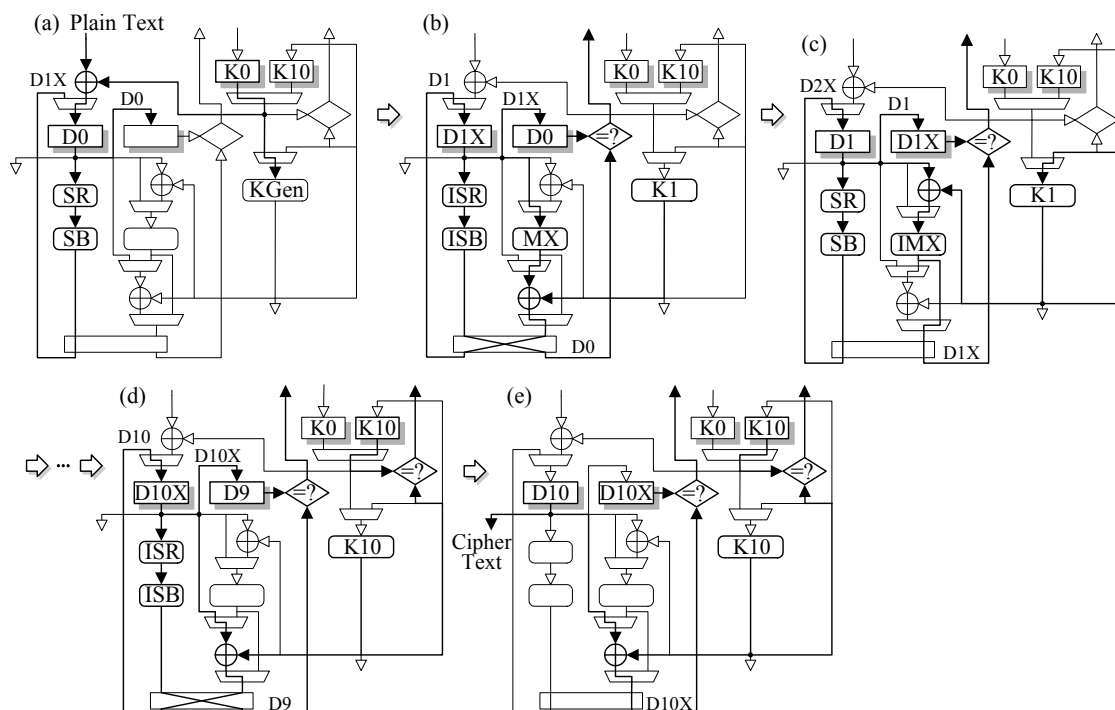 (a) Plain Text
D1X
D0
D0
SR
SB
K0
K10
KGen
(b)
D1
D1X
D1X
D0
=?
ISR
ISB
MX
K0
K10
K1
D0
(c)
D2X
D1
D1
D1X
=?
SR
SB
IMX
K0
K10
K1
D1X
...
(d)
D10
D10X
D10X
D9
=?
ISR
ISB
K0
K10
=?
K10
D9
(e)
D10
D10X
=?
Cipher
Text
K0
K10
=?
K10
D10X